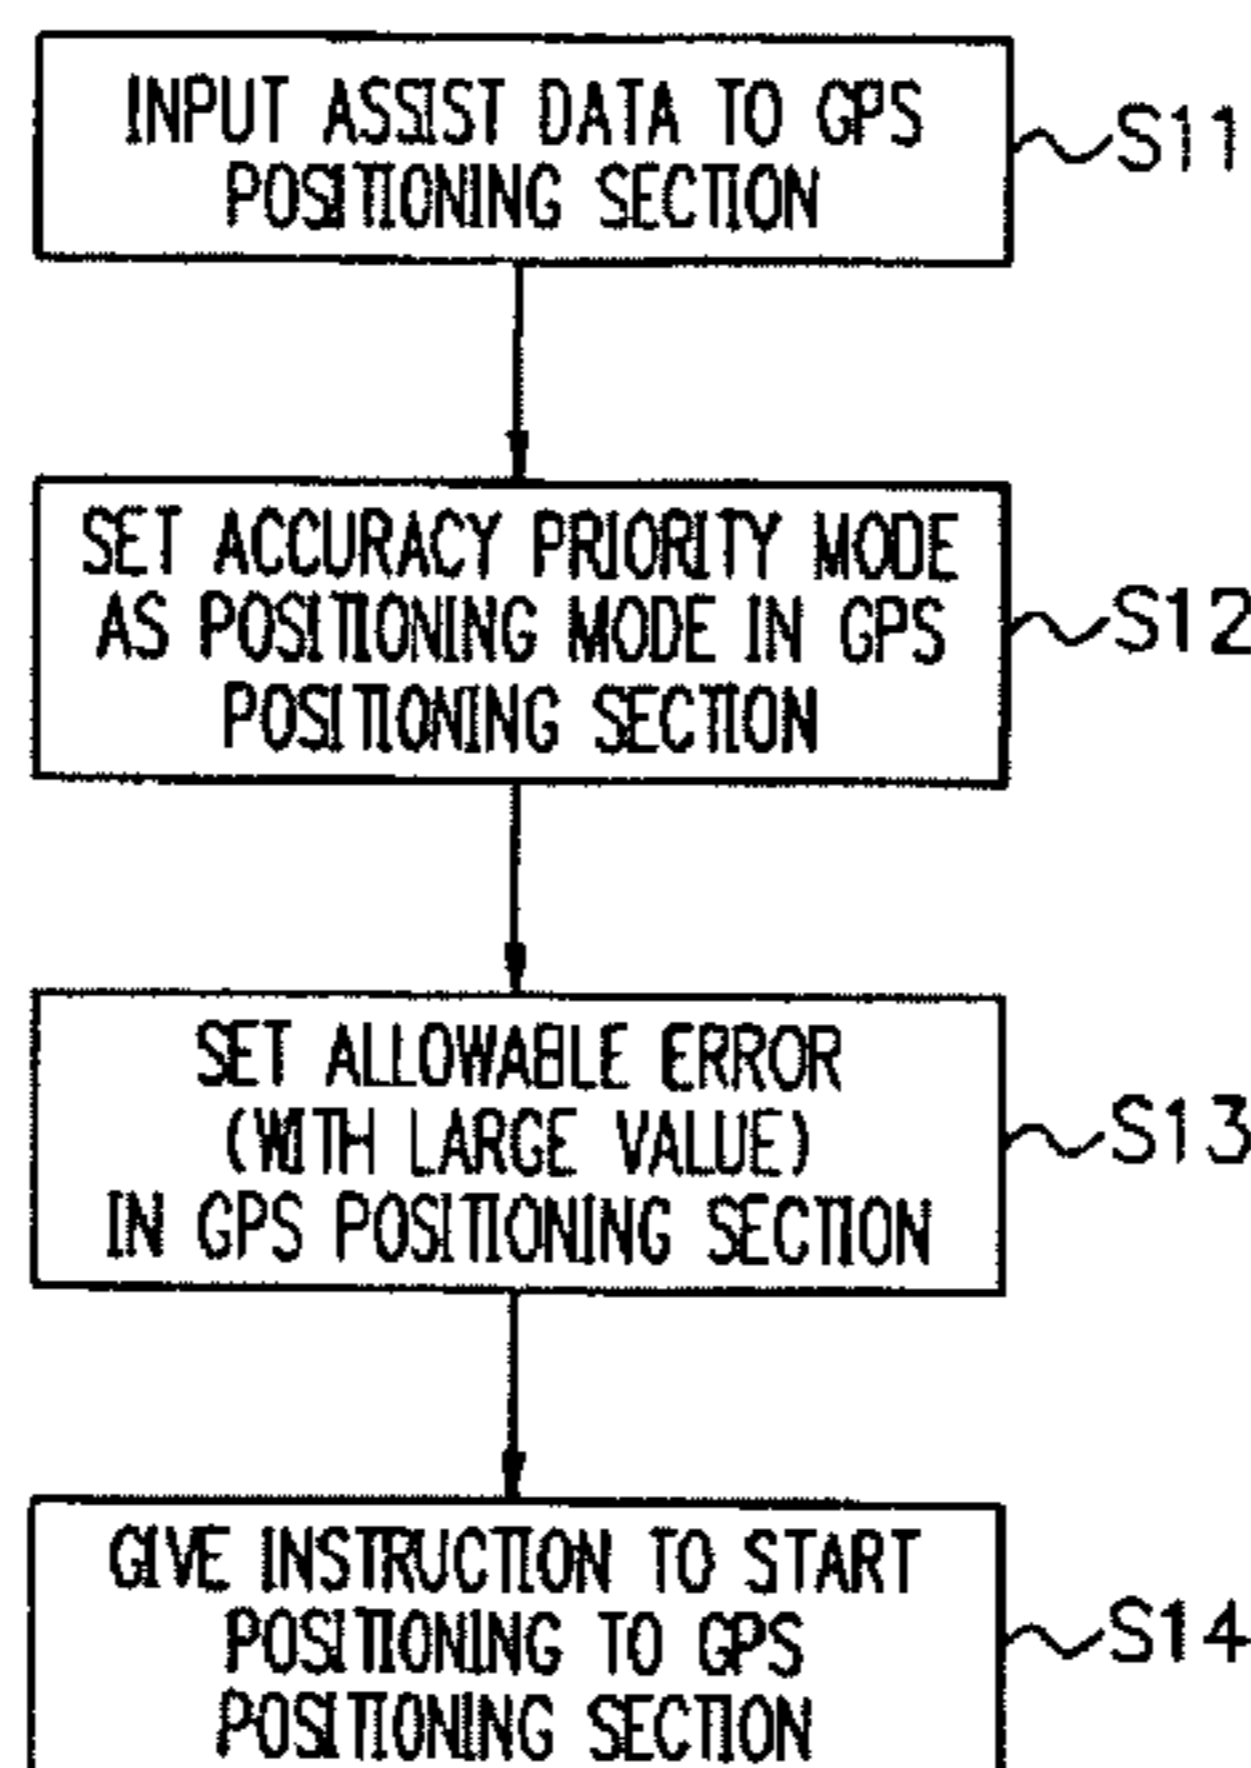 INPUT ASSIST DATA TO GPS
POSITIONING SECTION
S11
SET ACCURACY PRIORITY MODE
AS POSITIONING MODE IN GPS
POSITIONING SECTION
S12
SET ALLOWABLE ERROR
(WITH LARGE VALUE)
IN GPS POSITIONING SECTION
S13
GIVE INSTRUCTION TO START
POSITIONING TO GPS
POSITIONING SECTION
S14